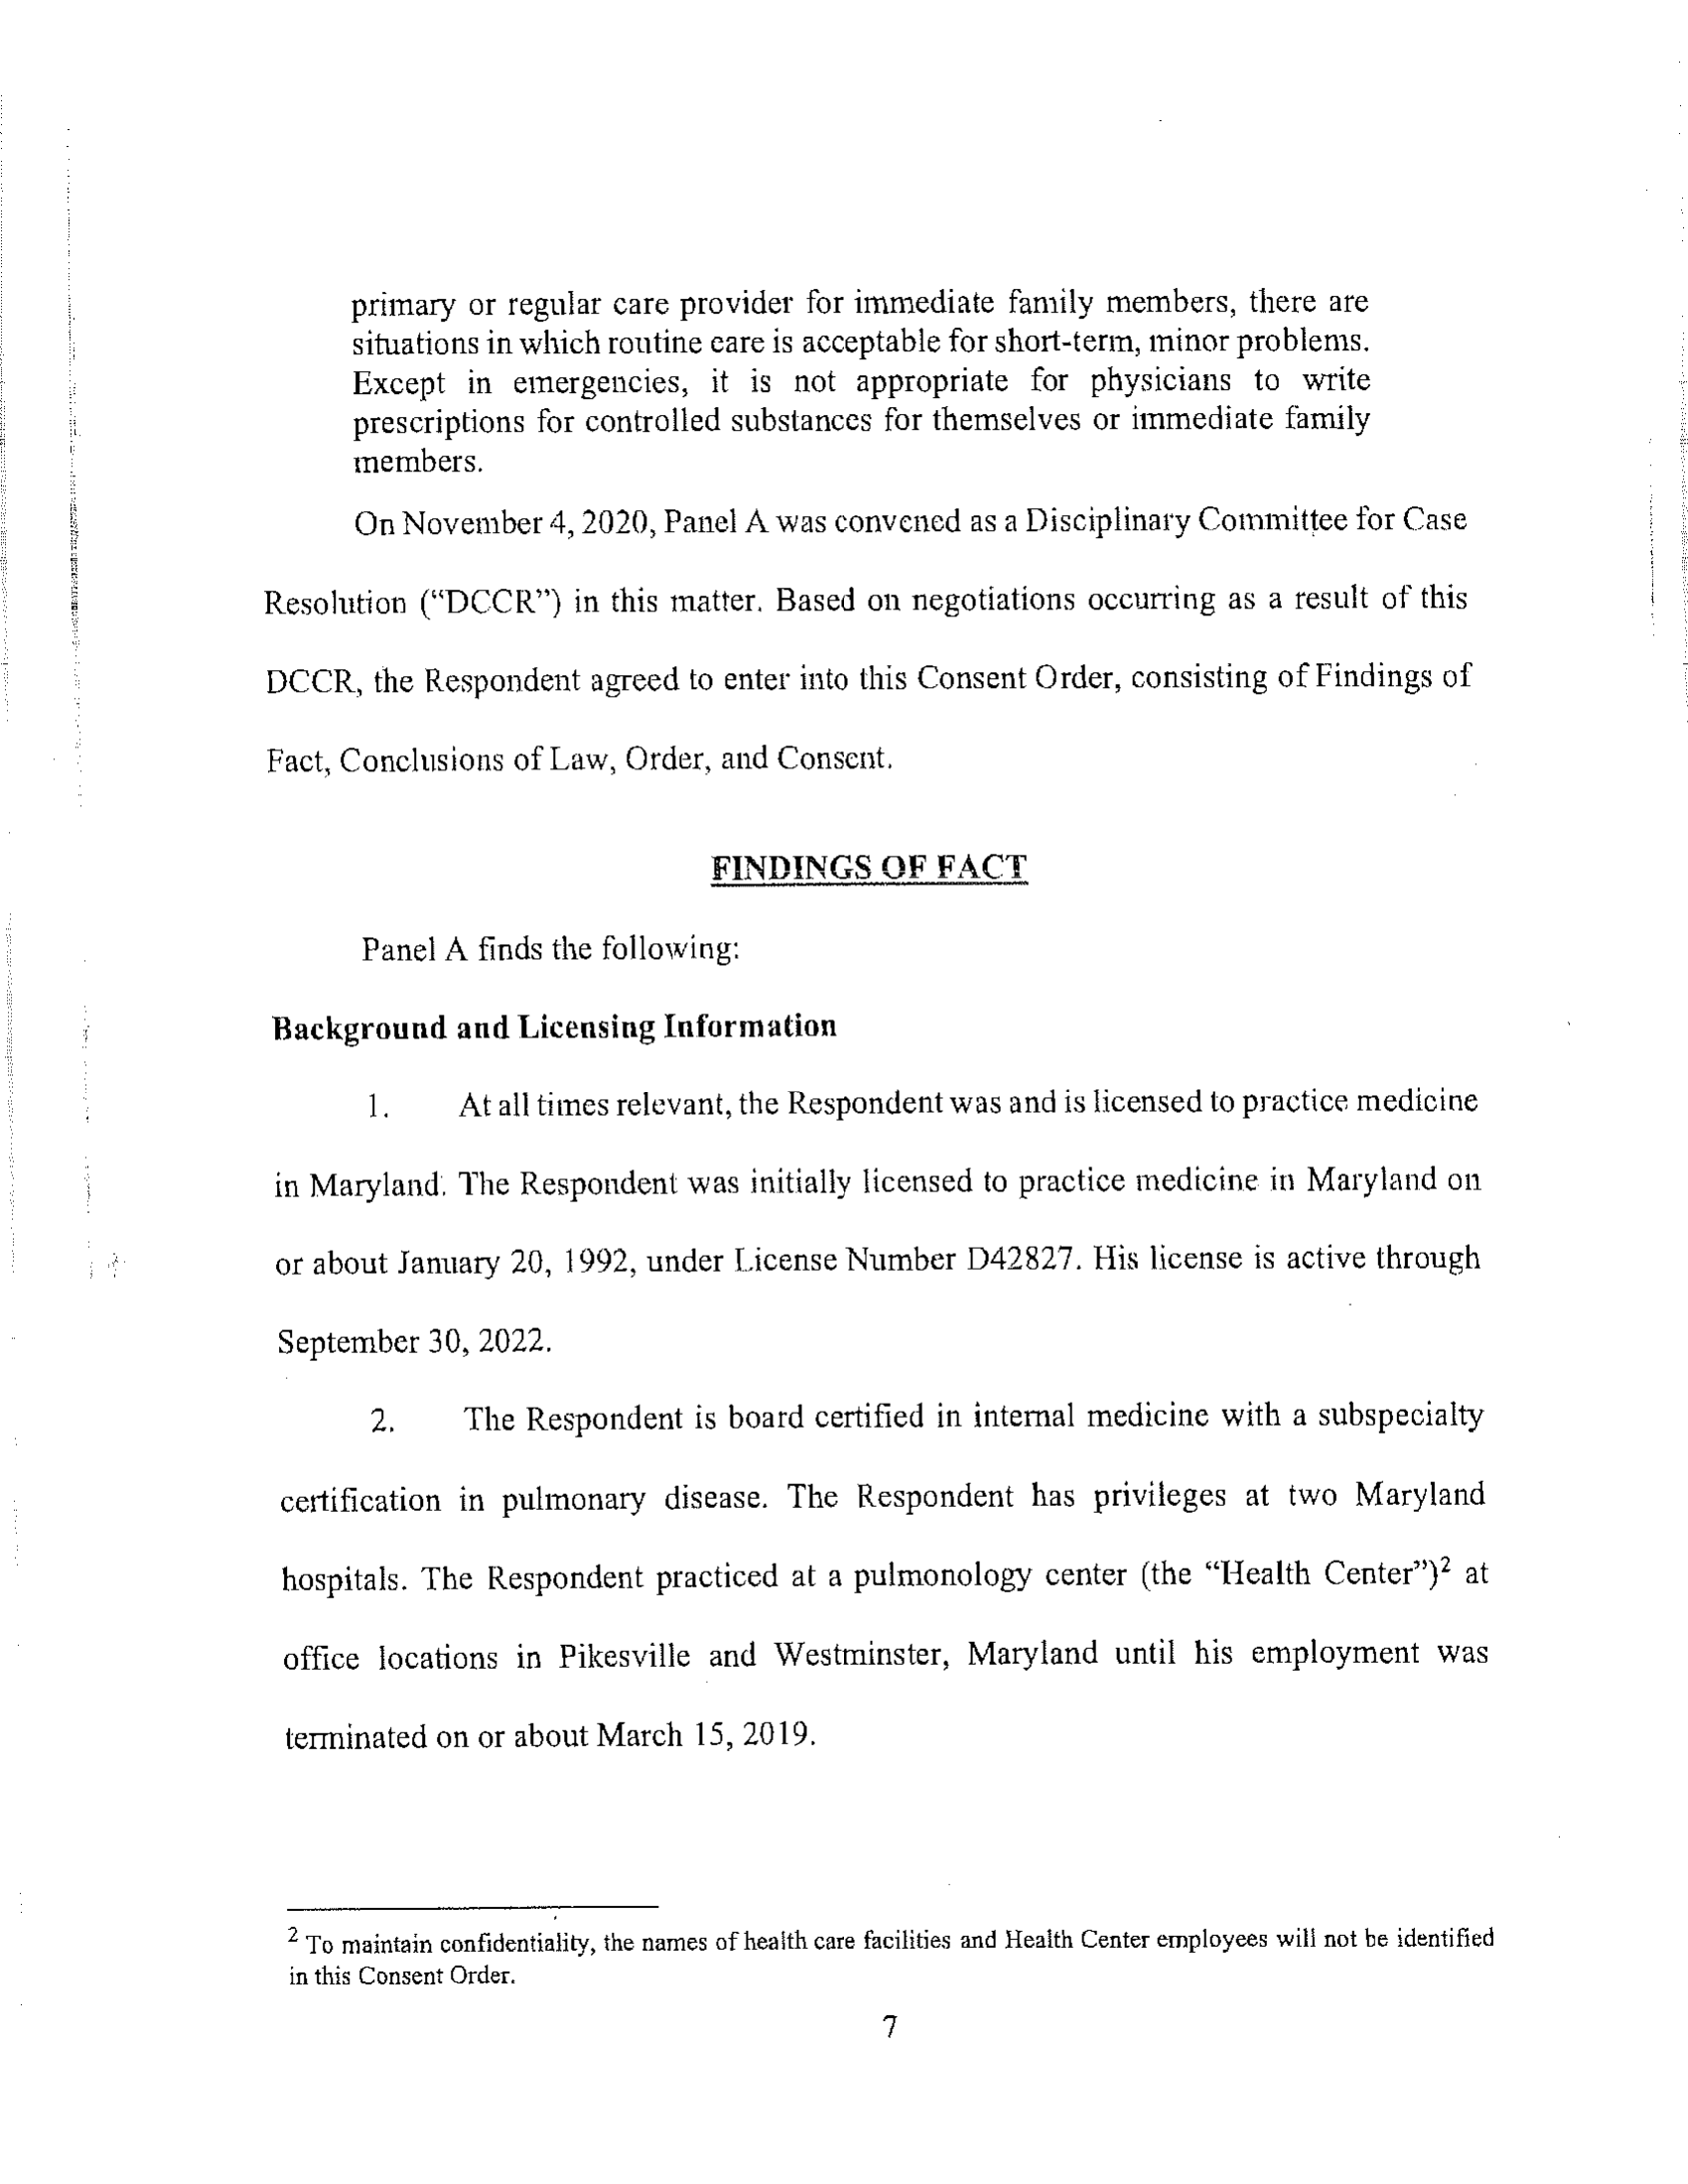 primary or regular care provider for immediate family members, there are
situations in which routine care is acceptable for short-term, minor problems.
Except in emergencies, it is not appropriate for physicians to write
prescriptions for controlled substances for themselves or immediate family
members.
On November 4, 2020, Panel A was convened as a Disciplinary Committee for Case
Resolution (“DCCR”) in this matter. Based on negotiations occurring as a result of this
DCCR, the Respondent agreed to enter into this Consent Order, consisting of Findings of
Fact, Conclusions of Law, Order, and Consent.
FINDINGS OF FACT
Panel A finds the following:
Background and Licensing Information
1. At all times relevant, the Respondent was and is licensed to practice medicine
in Maryland. The Respondent was initially licensed to practice medicine in Maryland on
or about January 20, 1992, under License Number D42827. His license is active through
September 30, 2022.
2. The Respondent is board certified in internal medicine with a subspecialty
certification in pulmonary disease. The Respondent has privileges at two Maryland
hospitals. The Respondent practiced at a pulmonology center (the “Health Center”)² at
office locations in Pikesville and Westminster, Maryland until his employment was
terminated on or about March 15, 2019.
² To maintain confidentiality, the names of health care facilities and Health Center employees will not be identified
in this Consent Order.
7